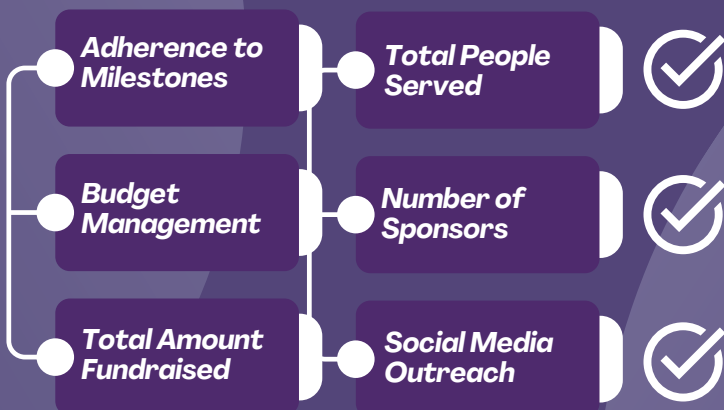 Adherence to
Milestones
Budget
Management
Total Amount
Fundraised
Total People
Served
Number of
Sponsors
Social Media
Outreach